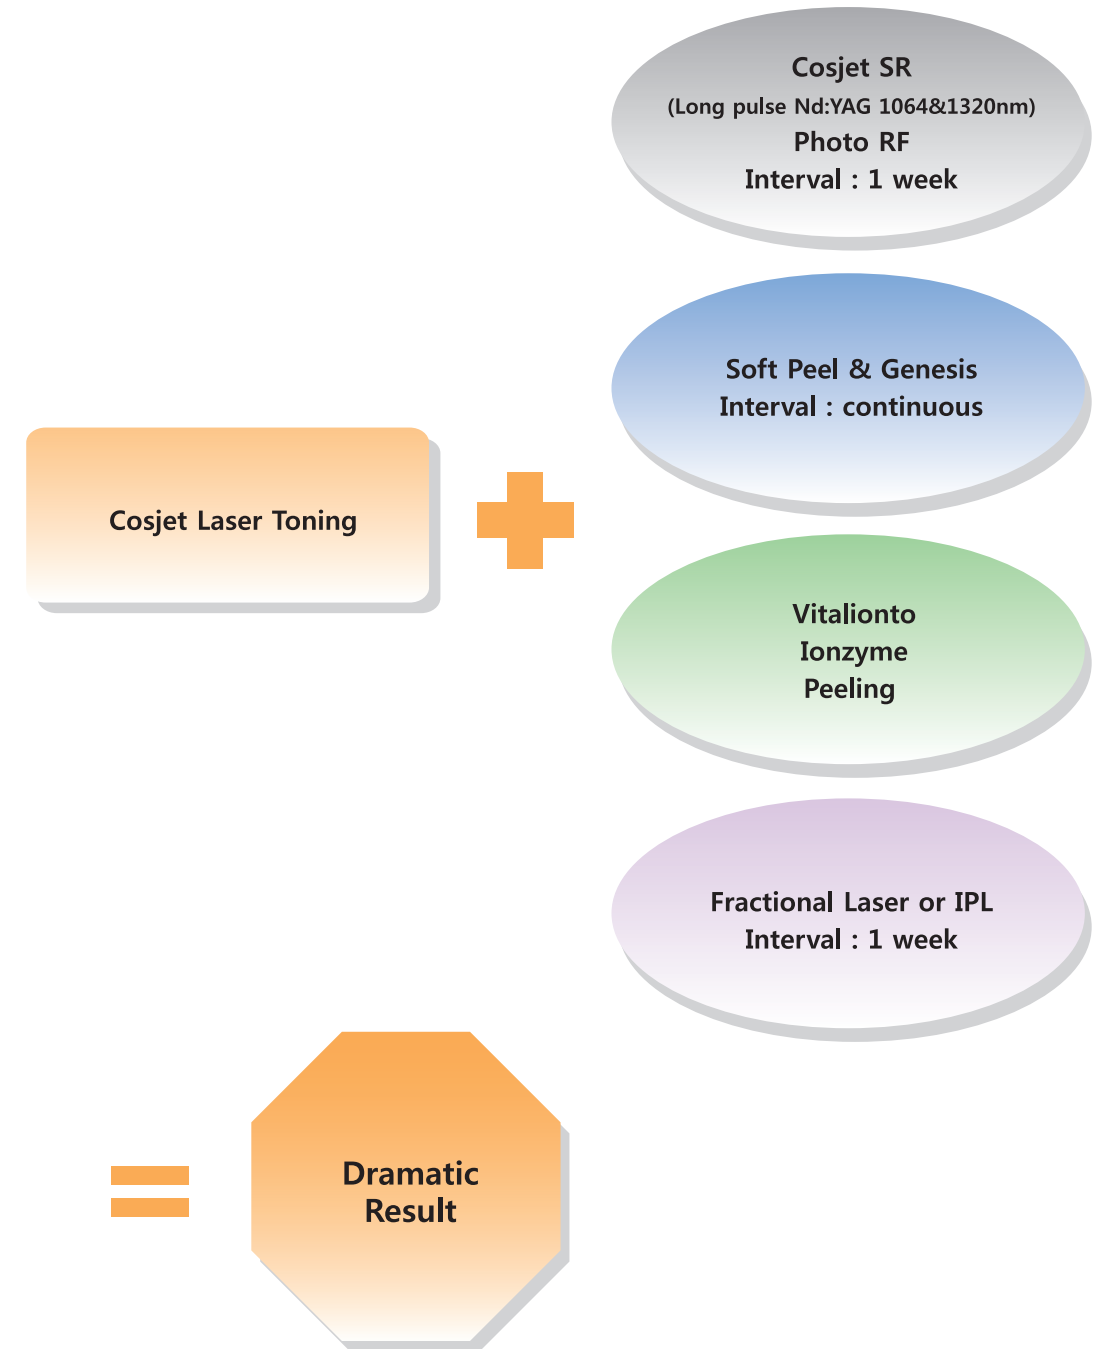 Cosjet SR
(Long pulse Nd:YAG 1064&1320nm)
Photo RF
Interval : 1 week
Soft Peel & Genesis
Interval : continuous
Cosjet Laser Toning
Vitalionto
Ionzyme
Peeling
Fractional Laser or IPL
Interval : 1 week
Dramatic
Result